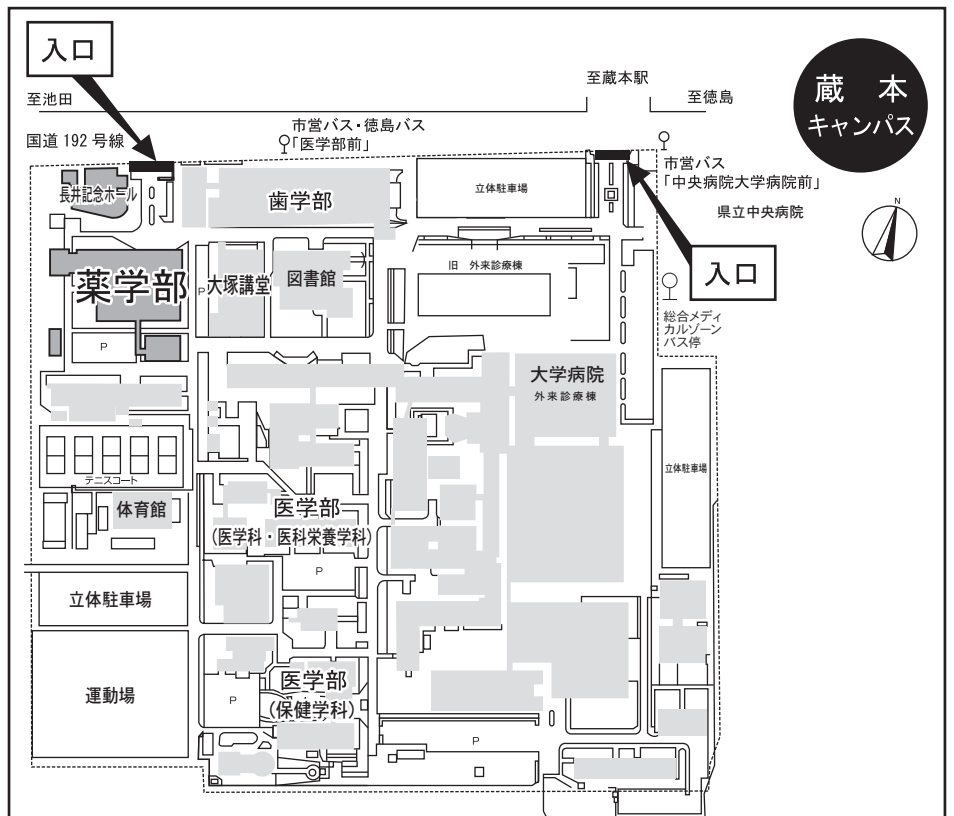 入口
蔵 本
キャンパス
至蔵本駅
至池田
至徳島
国道 192 号線
市営バス・徳島バス
「医学部前」
市営バス
「中央病院大学病院前」
県立中央病院
N
長井記念ホール
歯学部
立体駐車場
入口
薬学部
大塚講堂
P
図書館
旧 外来診療棟
総合メディ
カルゾーン
バス停
P
大学病院
外来診療棟
テニスコート
立体駐車場
体育館
医学部
(医学科・医科栄養学科)
P
立体駐車場
運動場
医学部
(保健学科)
P
P